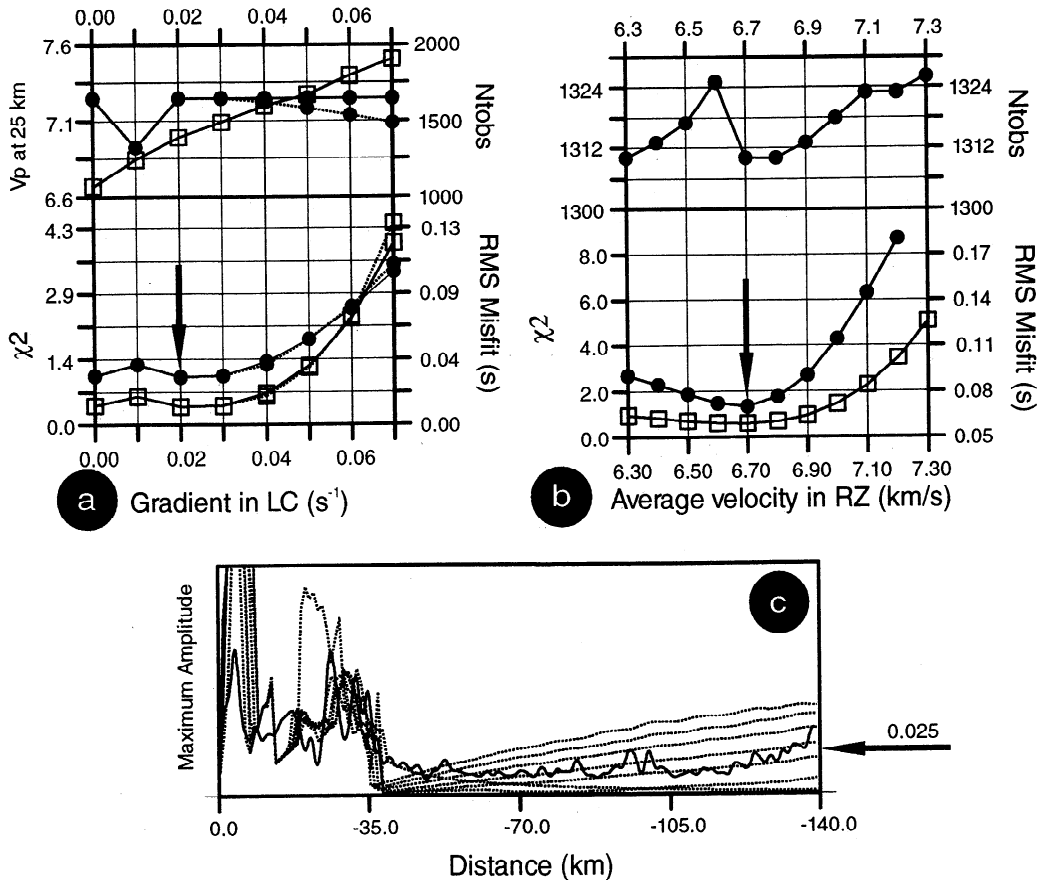 0.00 0.02 0.04 0.06
7.6 2000
Vp at 25 km
7.1 1500
Ntobs
6.6 1000
4.3 0.13
2.9 0.09
χ2
RMS Misfit (s)
1.4 0.04
0.0 0.00
0.00 0.02 0.04 0.06
a Gradient in LC (s⁻¹)
6.3 6.5 6.7 6.9 7.1 7.3
1324 1324
Ntobs
1312 1312
1300 1300
8.0 0.17
6.0 0.14
χ2
RMS Misfit (s)
4.0 0.11
2.0 0.08
0.0 0.05
6.30 6.50 6.70 6.90 7.10 7.30
b Average velocity in RZ (km/s)
c
Maximum Amplitude
0.025
0.0 -35.0 -70.0 -105.0 -140.0
Distance (km)